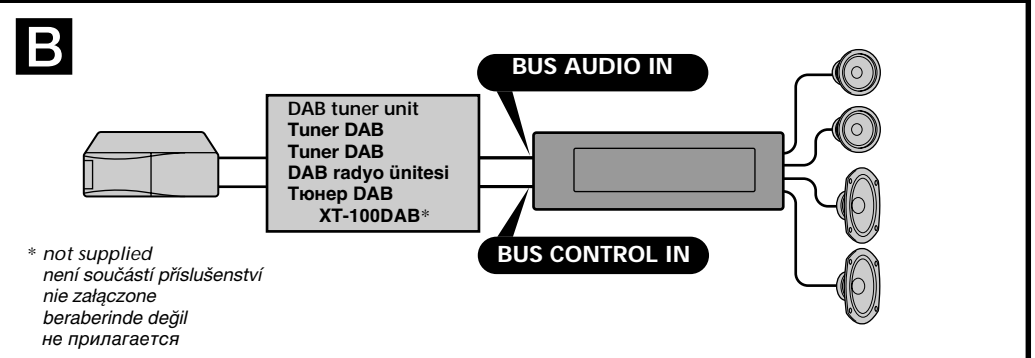 B
BUS AUDIO IN
DAB tuner unit
Tuner DAB
Tuner DAB
DAB radyo ünitesi
Тюнер DAB
XT-100DAB*
BUS CONTROL IN
* not supplied
není součástí příslušenství
nie załączone
beraberinde değil
не прилагается